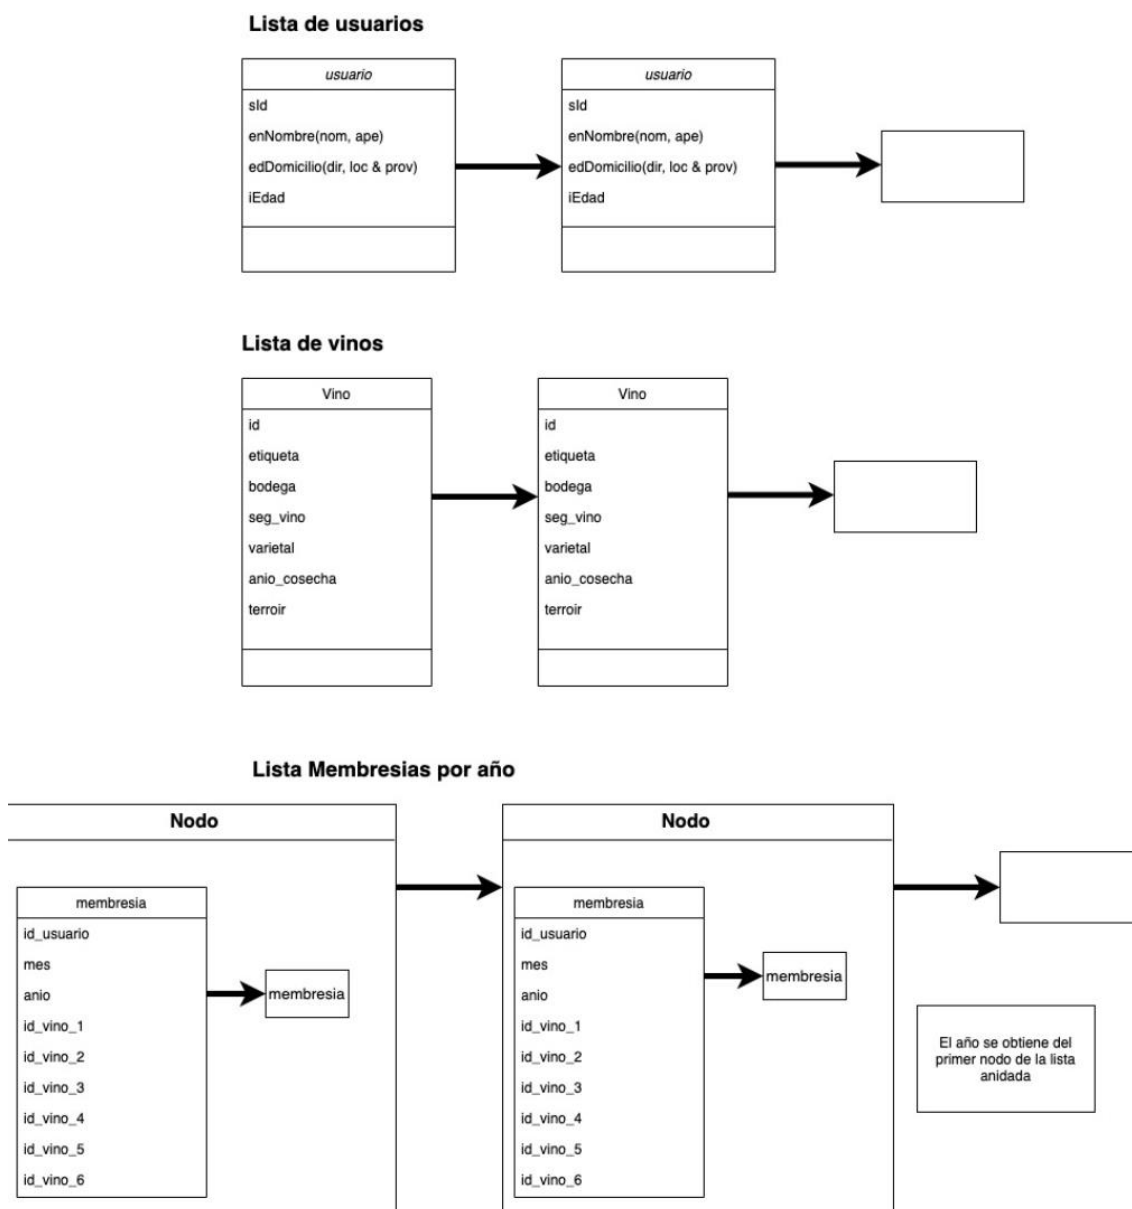 Lista de usuarios
usuario
sId
enNombre(nom, ape)
edDomicilio(dir, loc & prov)
iEdad
usuario
sId
enNombre(nom, ape)
edDomicilio(dir, loc & prov)
iEdad
Lista de vinos
Vino
id
etiqueta
bodega
seg_vino
varietal
anio_cosecha
terroir
Vino
id
etiqueta
bodega
seg_vino
varietal
anio_cosecha
terroir
Lista Membresias por año
Nodo
membresia
id_usuario
mes
anio
id_vino_1
id_vino_2
id_vino_3
id_vino_4
id_vino_5
id_vino_6
membresia
Nodo
membresia
id_usuario
mes
anio
id_vino_1
id_vino_2
id_vino_3
id_vino_4
id_vino_5
id_vino_6
membresia
El año se obtiene del
primer nodo de la lista
anidada